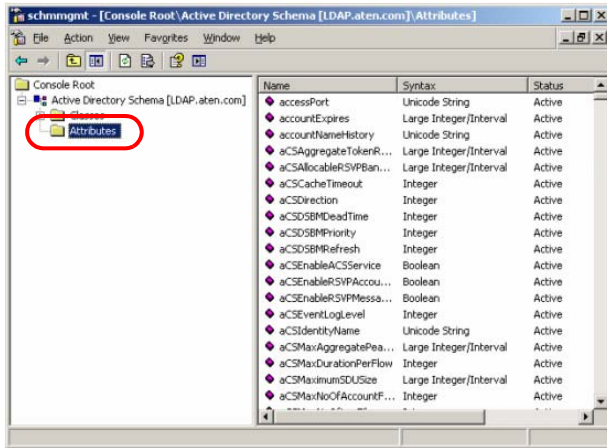 schmmgmt - [Console Root\Active Directory Schema [LDAP.aten.com]\Attributes]
File Action View Favorites Window Help
Console Root
Active Directory Schema [LDAP.aten.com]
Classes
Attributes
Name Syntax Status
accessPort Unicode String Active
accountExpires Large Integer/Interval Active
accountNameHistory Unicode String Active
aCSAggregateTokenR... Large Integer/Interval Active
aCSAllocableRSVPBan... Large Integer/Interval Active
aCSCacheTimeout Integer Active
aCSDirection Integer Active
aCSDSBMDeadTime Integer Active
aCSDSBMPriority Integer Active
aCSDSBMRefresh Integer Active
aCSEnableACSService Boolean Active
aCSEnableRSVPAccou... Boolean Active
aCSEnableRSVPMessa... Boolean Active
aCSEventLogLevel Integer Active
aCSIdentityName Unicode String Active
aCSMaxAggregatePea... Large Integer/Interval Active
aCSMaxDurationPerFlow Integer Active
aCSMaximumSDUSize Large Integer/Interval Active
aCSMaxNoOfAccountF... Integer Active